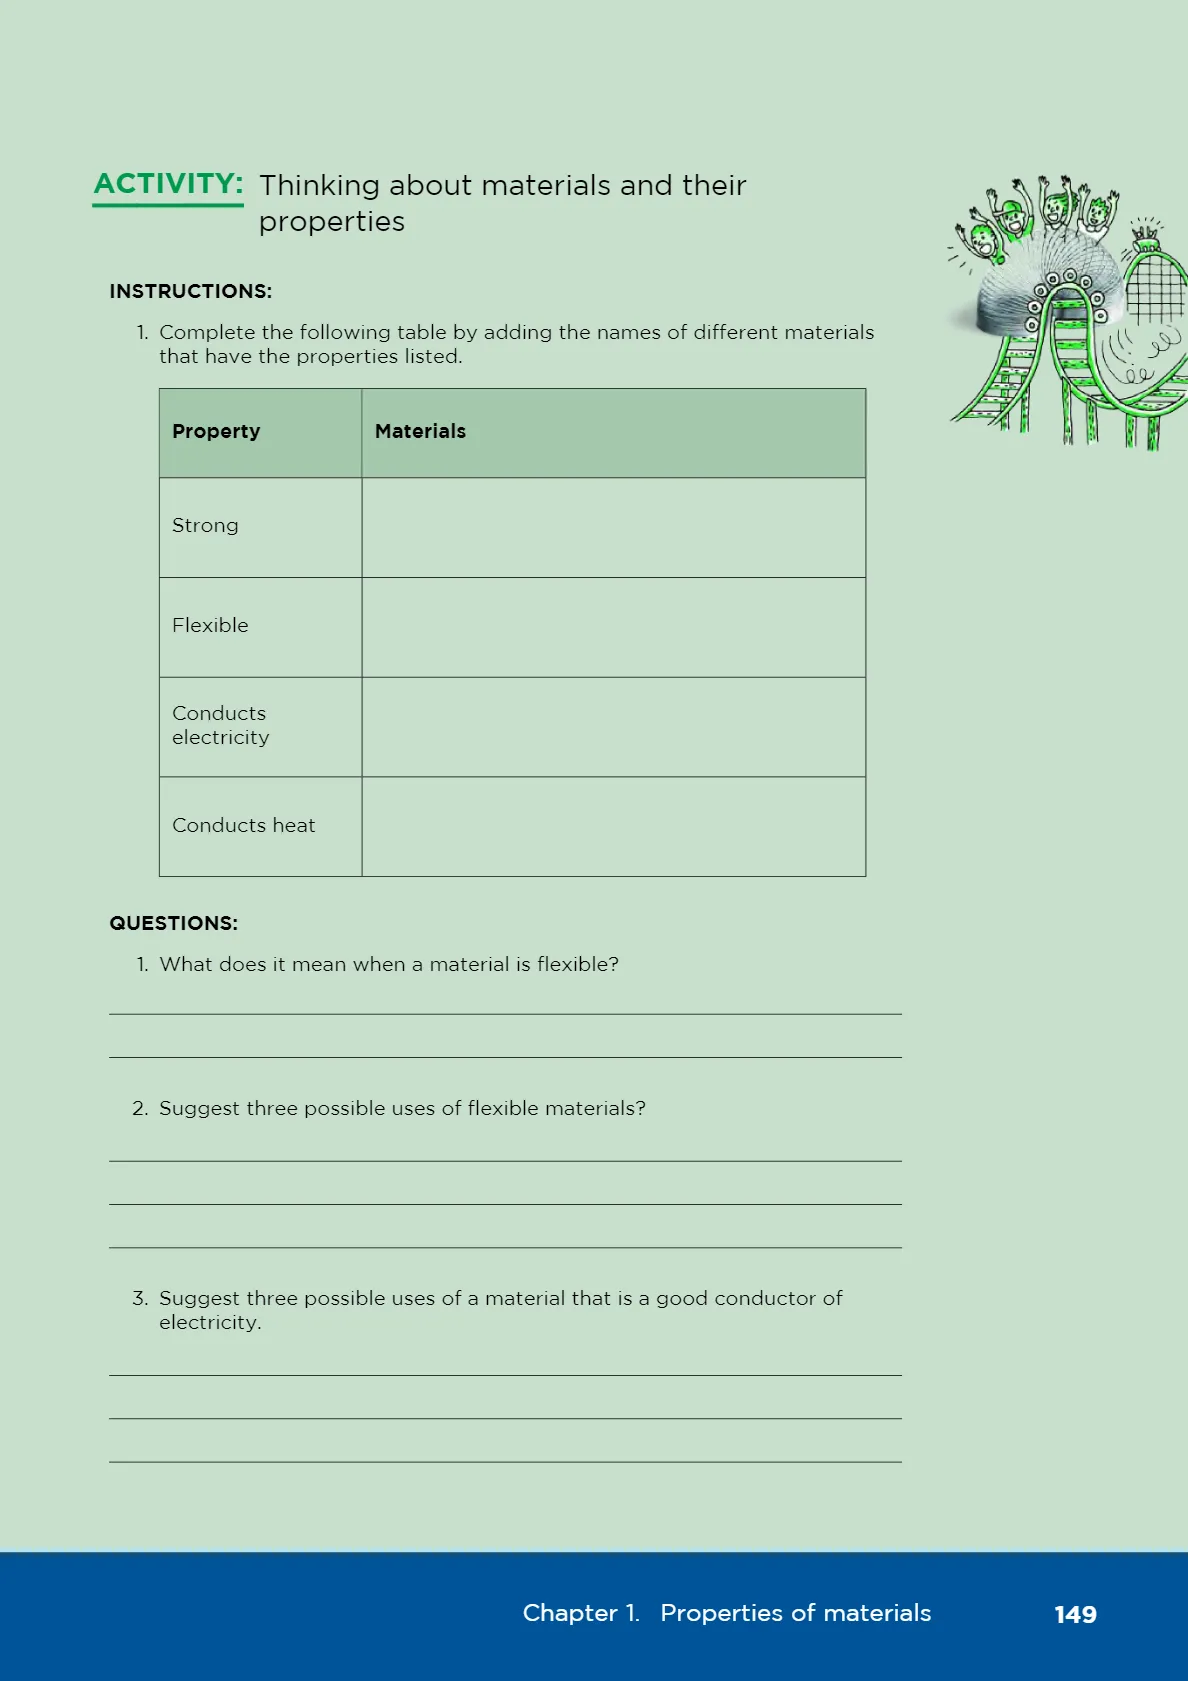 ACTIVITY: Thinking about materials and their
properties
INSTRUCTIONS:
1. Complete the following table by adding the names of different materials
that have the properties listed.
Property Materials
Strong
Flexible
Conducts
electricity
Conducts heat
QUESTIONS:
1. What does it mean when a material is flexible?
2. Suggest three possible uses of flexible materials?
3. Suggest three possible uses of a material that is a good conductor of
electricity.
Chapter 1. Properties of materials 149